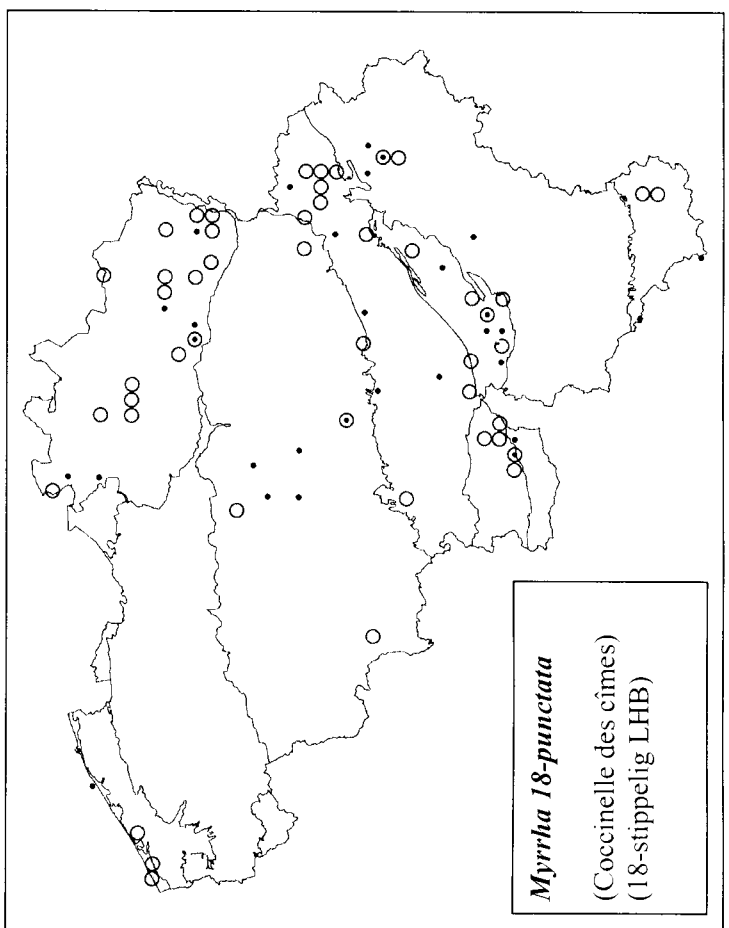 Myrrha 18-punctata
(Coccinelle des cîmes)
(18-stippelig LHB)